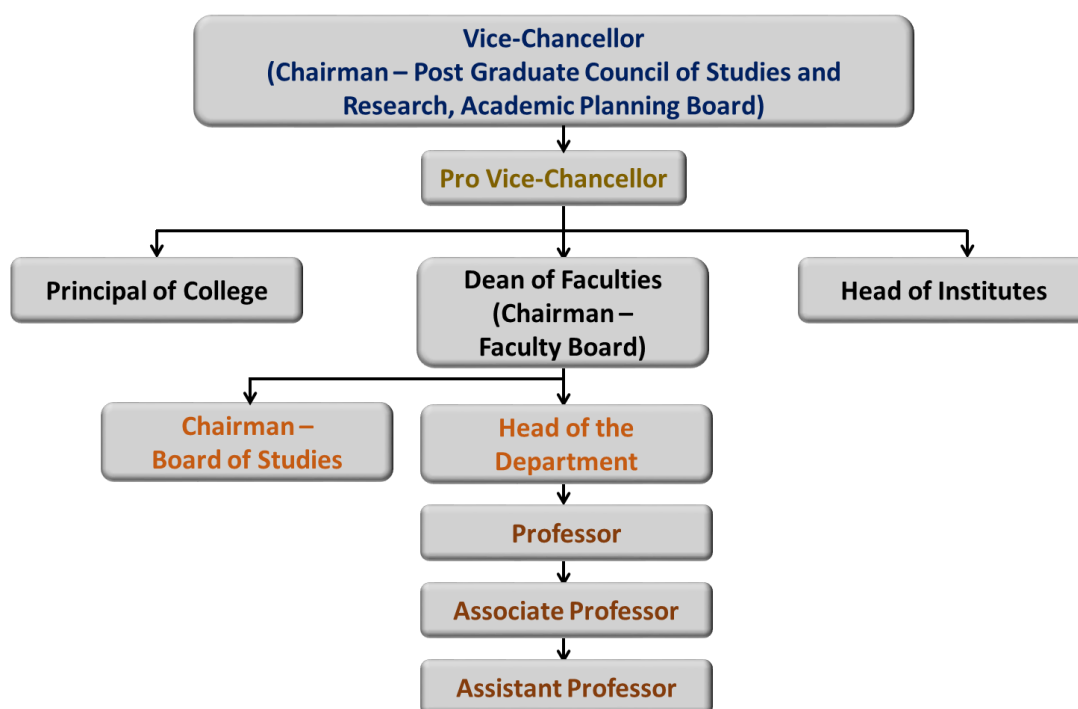 Vice-Chancellor
(Chairman – Post Graduate Council of Studies and
Research, Academic Planning Board)
Pro Vice-Chancellor
Principal of College
Dean of Faculties
(Chairman –
Faculty Board)
Head of Institutes
Chairman –
Board of Studies
Head of the
Department
Professor
Associate Professor
Assistant Professor